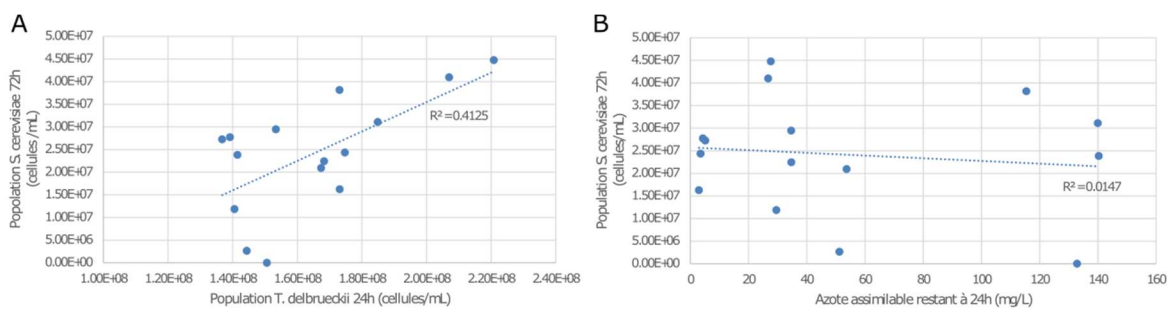 A
Popolation S. cerevisiae 72h
(cellules /mL)
5.00E+07
4.50E+07
4.00E+07
3.50E+07
3.00E+07
2.50E+07
2.00E+07
1.50E+07
1.00E+07
5.00E+06
0.00E+00
R² = 0.4125
1.00E+08
1.20E+08
1.40E+08
1.60E+08
1.80E+08
2.00E+08
2.20E+08
2.40E+08
Population T. delbrueckii 24h (cellules/mL)
B
Population S. cerevisiae 72h
(cellules/mL)
5.00E+07
4.50E+07
4.00E+07
3.50E+07
3.00E+07
2.50E+07
2.00E+07
1.50E+07
1.00E+07
5.00E+06
0.00E+00
R² = 0.0147
0
20
40
60
80
100
120
140
160
Azote assimilable restant à 24h (mg/L)